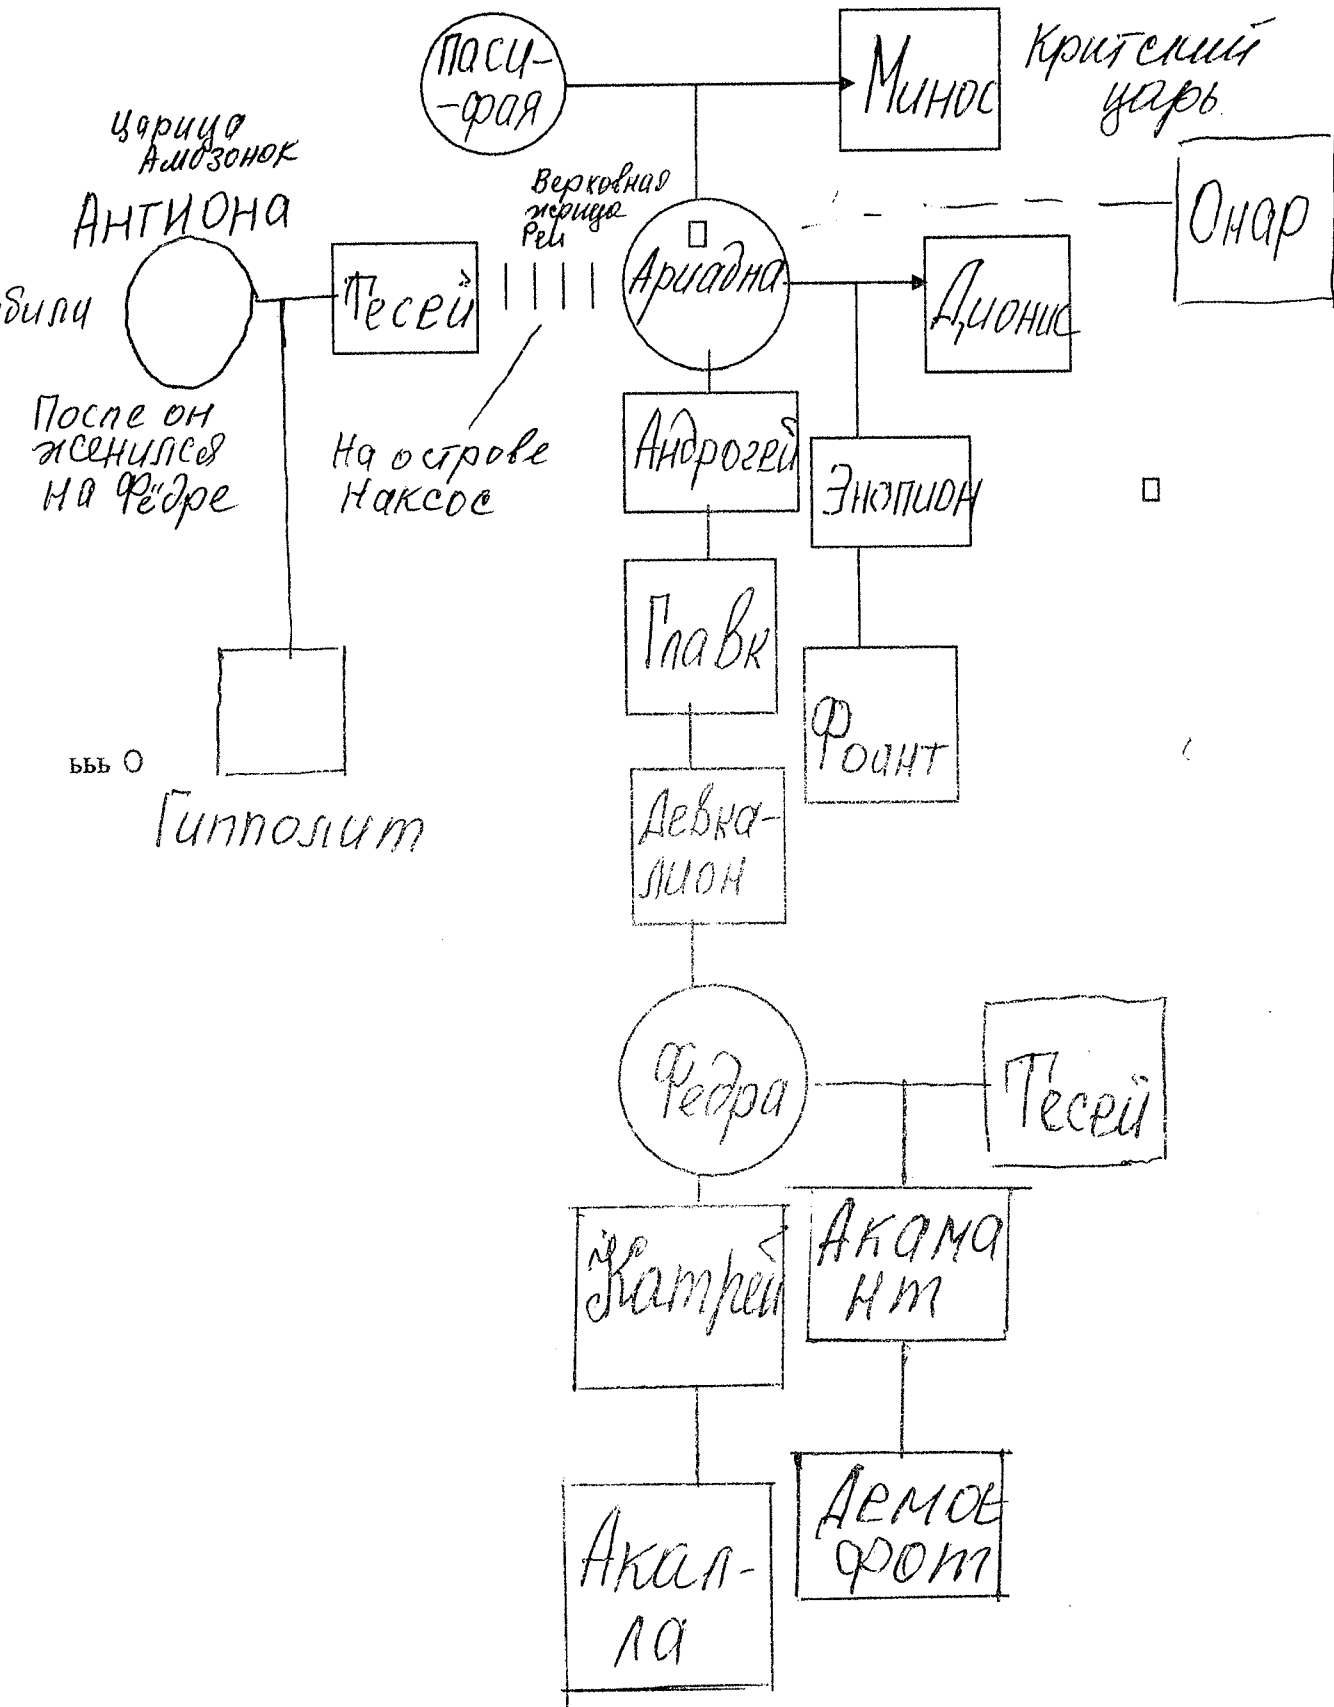 Паси-
-фая
Минос
Критский
царь.
Царица
Амозонок
АНТИОНА
Верховная
жрица
Реи
Онар
Тесей
Ариадна
Дионис
били
После он
женился
на Фёдре
На острове
Наксос
Андрогей
Энопион
Главк
Фоант
ььь О
Гипполит
Девка-
лион
Федра
Тесей
Катрей
Акама
нт
Акал-
ла
Демо
фот